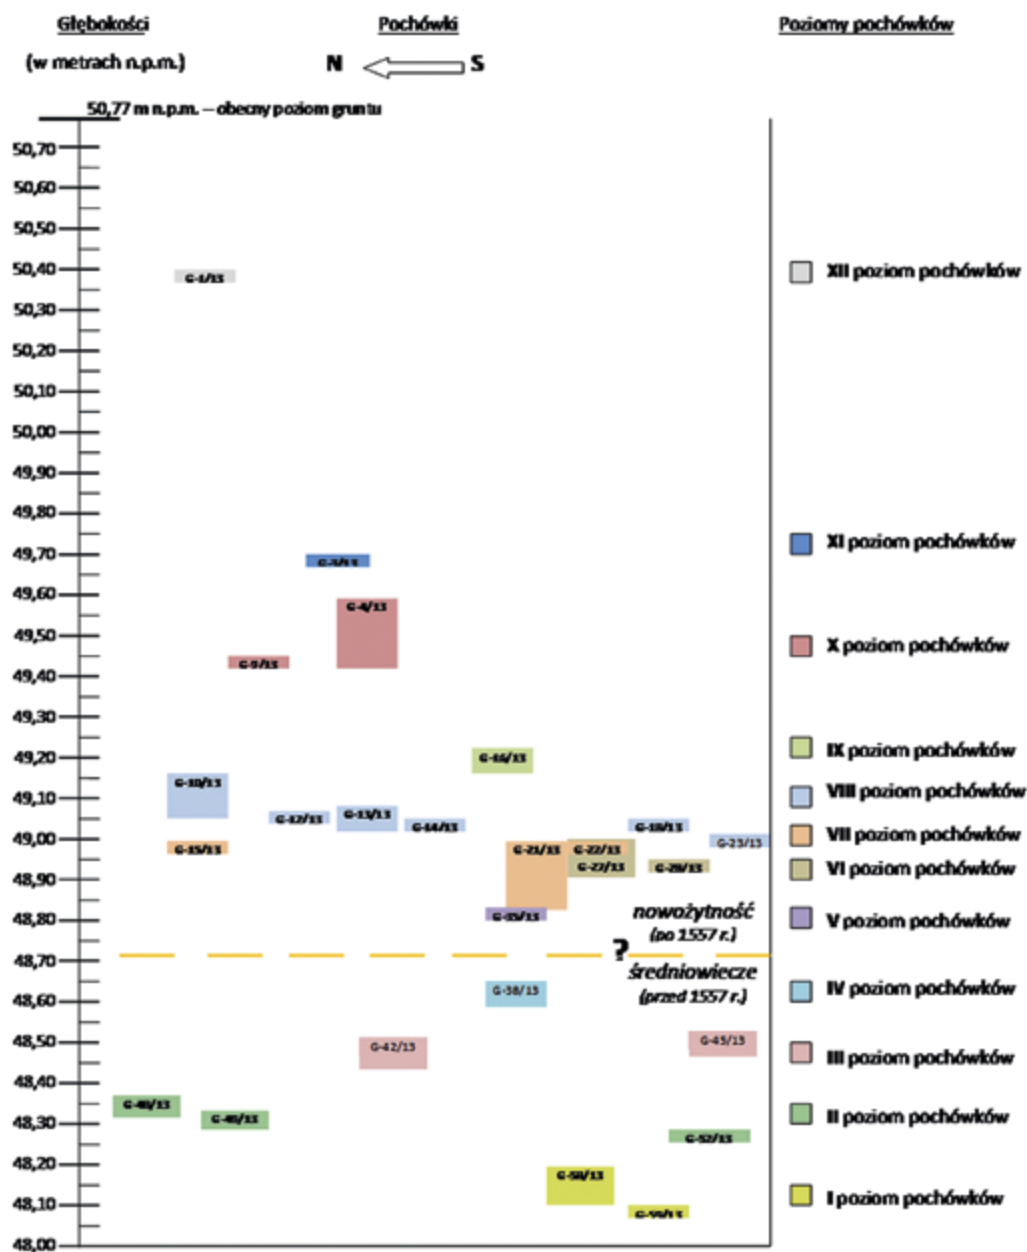 Głębokości
Pochówki
Poziomy pochówków
(w metrach n.p.m.)
N
S
50,77 m n.p.m. – obecny poziom gruntu
50,70
50,60
50,50
50,40
G-1/13
XII poziom pochówków
50,30
50,20
50,10
50,00
49,90
49,80
49,70
XI poziom pochówków
49,60
G-4/13
49,50
X poziom pochówków
G-9/13
49,40
49,30
49,20
G-16/13
IX poziom pochówków
G-10/13
49,10
VIII poziom pochówków
G-12/13
G-13/13
G-14/13
49,00
G-23/13
VII poziom pochówków
G-15/13
G-21/13
G-22/13
G-27/13
VI poziom pochówków
48,90
48,80
V poziom pochówków
nowożytność
(po 1557 r.)
?
48,70
średniowiecze
(przed 1557 r.)
G-38/13
IV poziom pochówków
48,60
48,50
G-42/13
G-45/13
III poziom pochówków
48,40
II poziom pochówków
48,30
G-52/13
48,20
I poziom pochówków
48,10
48,00